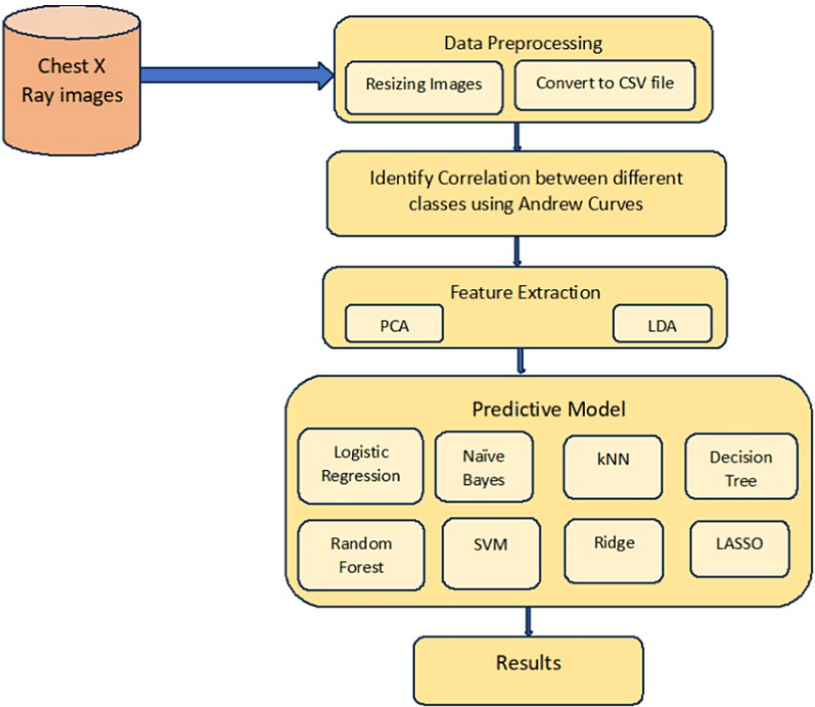 Chest X
Ray images
Data Preprocessing
Resizing Images
Convert to CSV file
Identify Correlation between different
classes using Andrew Curves
Feature Extraction
PCA
LDA
Predictive Model
Logistic
Regression
Naïve
Bayes
kNN
Decision
Tree
Random
Forest
SVM
Ridge
LASSO
Results